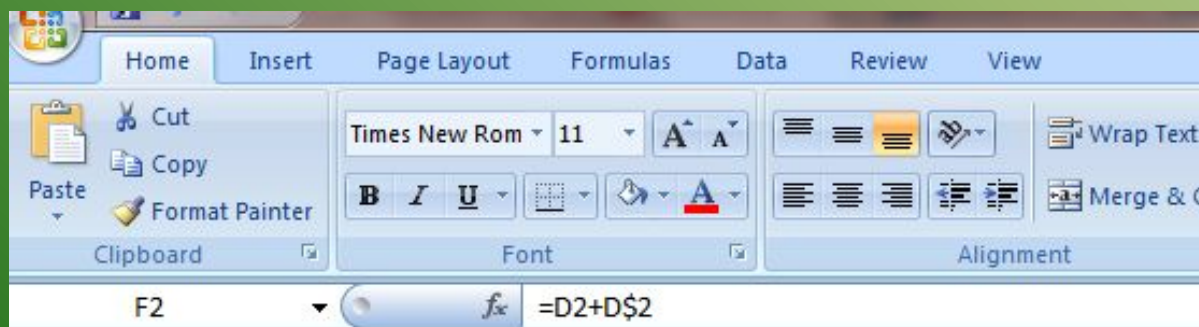 Home Insert Page Layout Formulas Data Review View
Cut
Copy
Paste
Format Painter
Clipboard
Times New Rom 11 A A
B I U A
Font
Wrap Text
Merge &
Alignment
F2 fx =D2+D$2